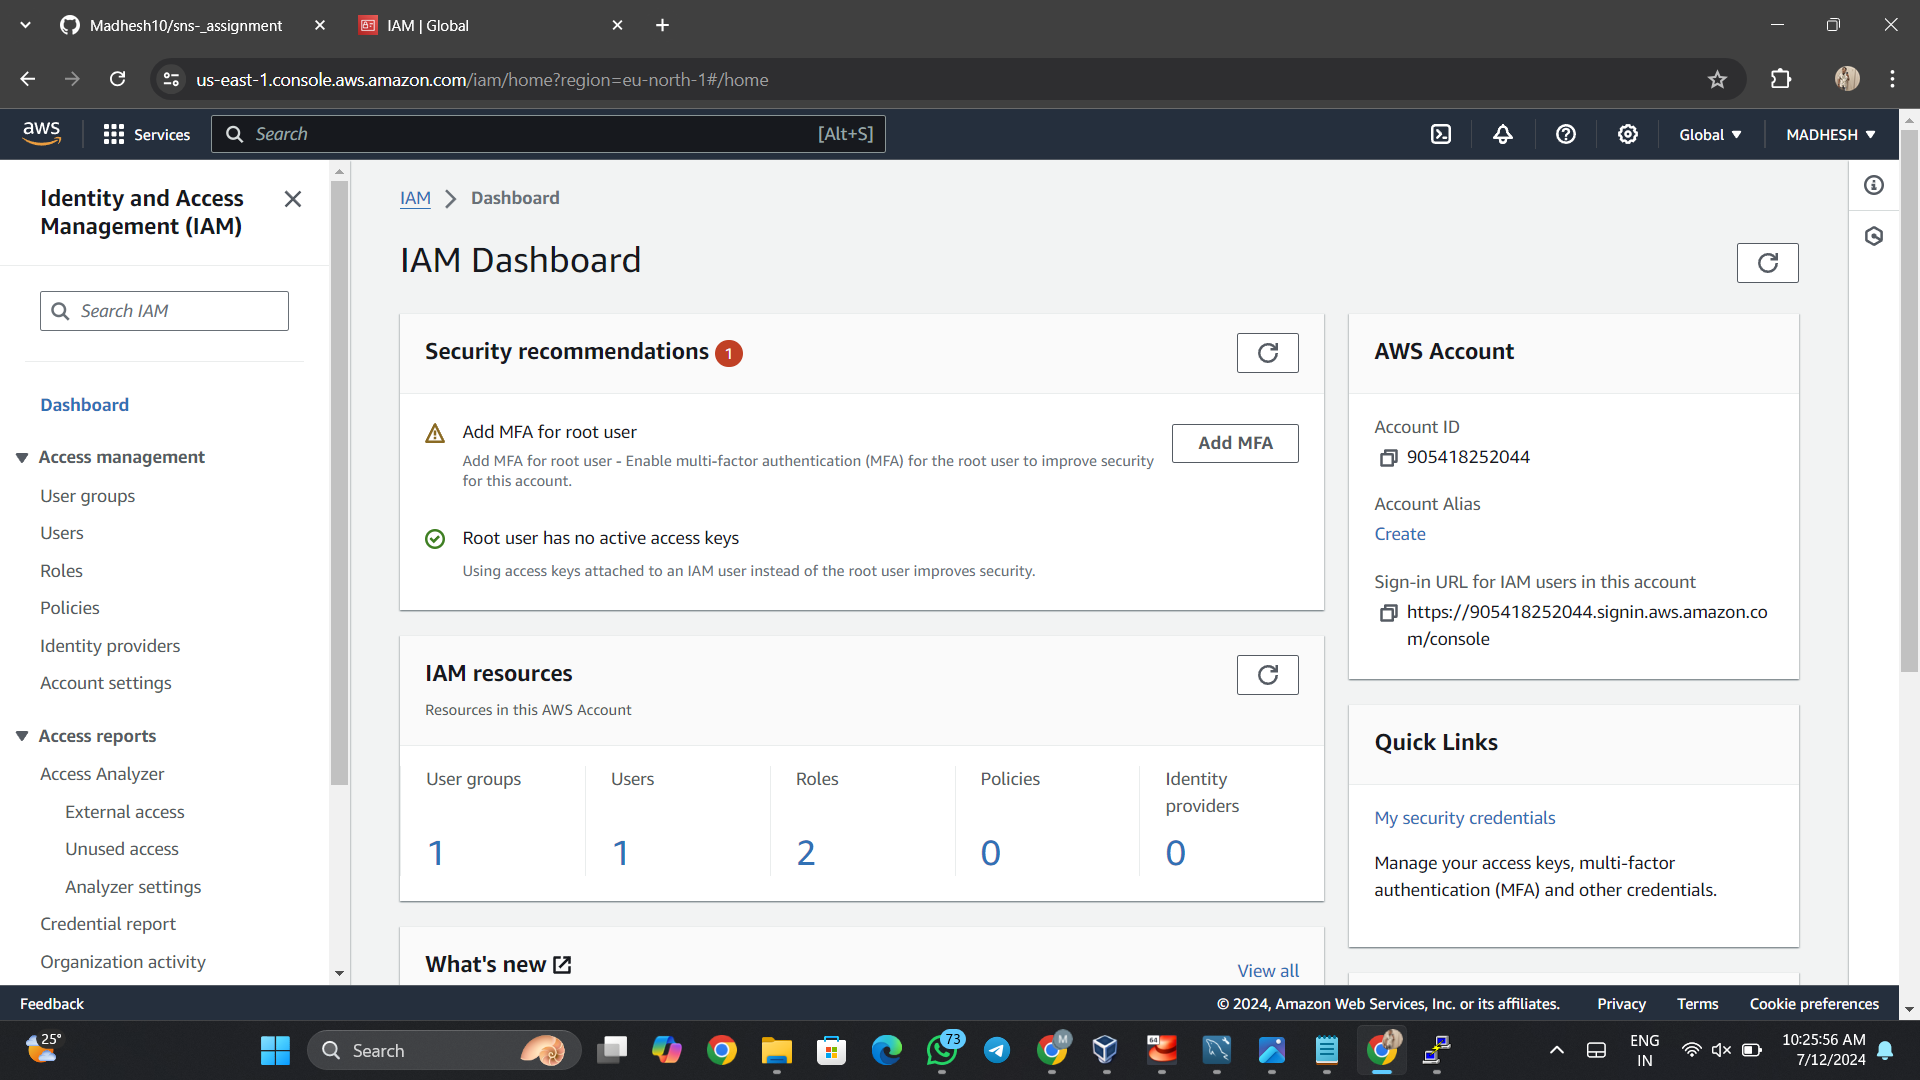 Madhesh10/sns-_assignment
IAM | Global
us-east-1.console.aws.amazon.com/iam/home?region=eu-north-1#/home
aws
Services
Search
[Alt+S]
Global
MADHESH
Identity and Access
Management (IAM)
Search IAM
Dashboard
Access management
User groups
Users
Roles
Policies
Identity providers
Account settings
Access reports
Access Analyzer
External access
Unused access
Analyzer settings
Credential report
Organization activity
IAM
Dashboard
IAM Dashboard
Security recommendations 1
Add MFA for root user
Add MFA for root user - Enable multi-factor authentication (MFA) for the root user to improve security
for this account.
Add MFA
Root user has no active access keys
Using access keys attached to an IAM user instead of the root user improves security.
IAM resources
Resources in this AWS Account
User groups
1
Users
1
Roles
2
Policies
0
Identity
providers
0
What's new
View all
AWS Account
Account ID
905418252044
Account Alias
Create
Sign-in URL for IAM users in this account
https://905418252044.signin.aws.amazon.co
m/console
Quick Links
My security credentials
Manage your access keys, multi-factor
authentication (MFA) and other credentials.
Feedback
© 2024, Amazon Web Services, Inc. or its affiliates.
Privacy
Terms
Cookie preferences
25°
Search
73
M
64
ENG
IN
10:25:56 AM
7/12/2024